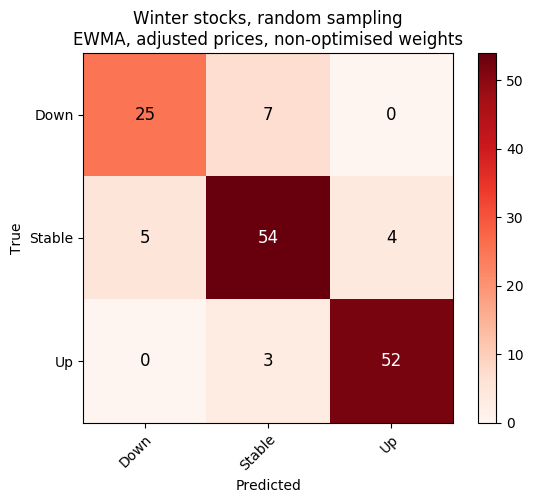 Winter stocks, random sampling
EWMA, adjusted prices, non-optimised weights
Down
25
7
0
Stable
5
54
4
Up
0
3
52
True
Down
Stable
Up
Predicted
50
40
30
20
10
0